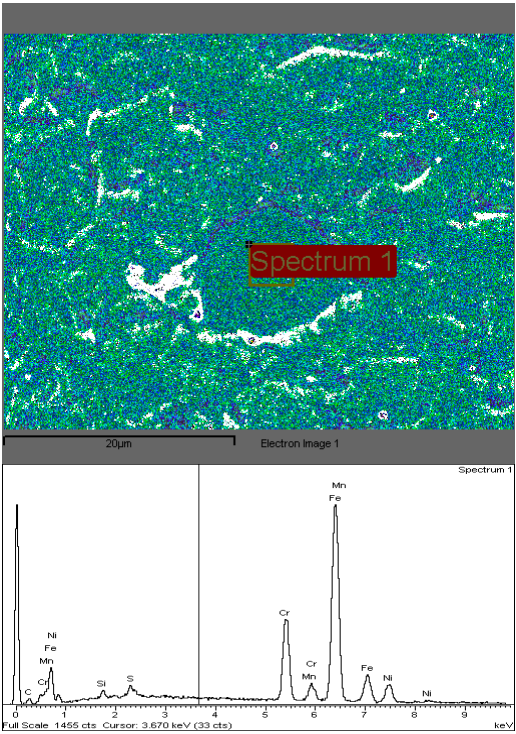 Spectrum 1
20µm
Electron Image 1
Spectrum 1
Mn
Fe
Ni
Fe
Mn
Cr
C
Si
S
Cr
Cr
Mn
Fe
Ni
Ni
0 1 2 3 4 5 6 7 8 9
Full Scale 1455 cts Cursor: 3.670 keV (33 cts)
keV